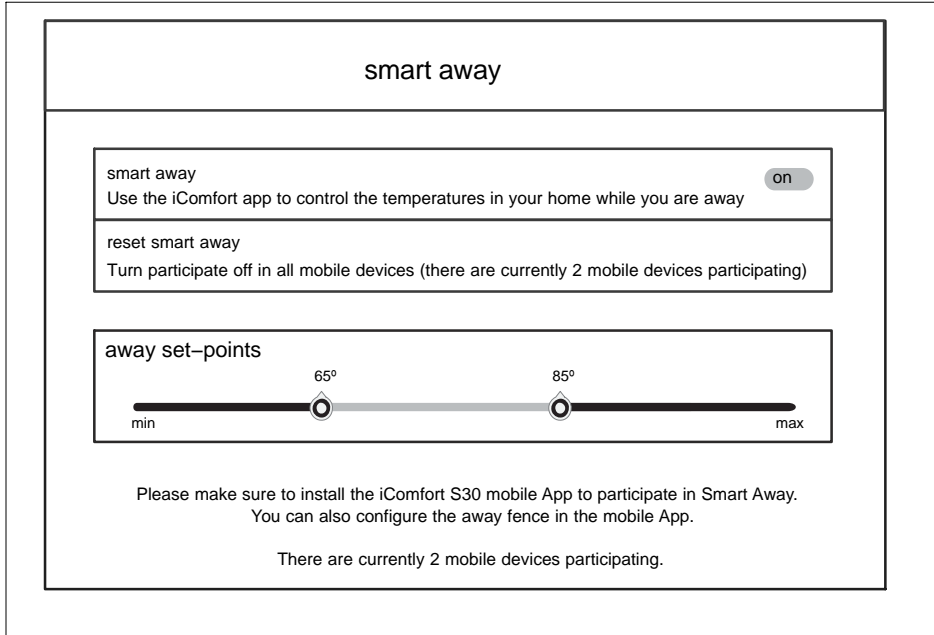 smart away
smart away
on
Use the iComfort app to control the temperatures in your home while you are away
reset smart away
Turn participate off in all mobile devices (there are currently 2 mobile devices participating)
away set–points
65º 85º
min max
Please make sure to install the iComfort S30 mobile App to participate in Smart Away.
You can also configure the away fence in the mobile App.
There are currently 2 mobile devices participating.